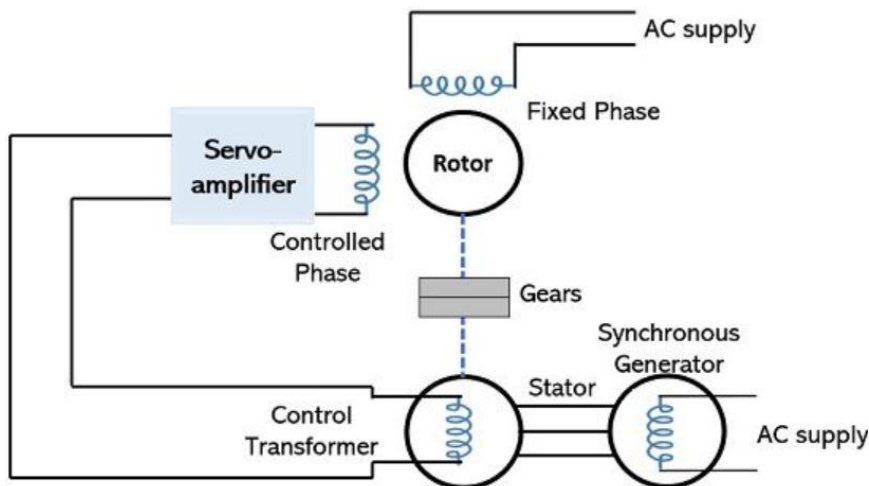 AC supply
Fixed Phase
Servo-
amplifier
Rotor
Controlled
Phase
Gears
Synchronous
Generator
Stator
Control
Transformer
AC supply